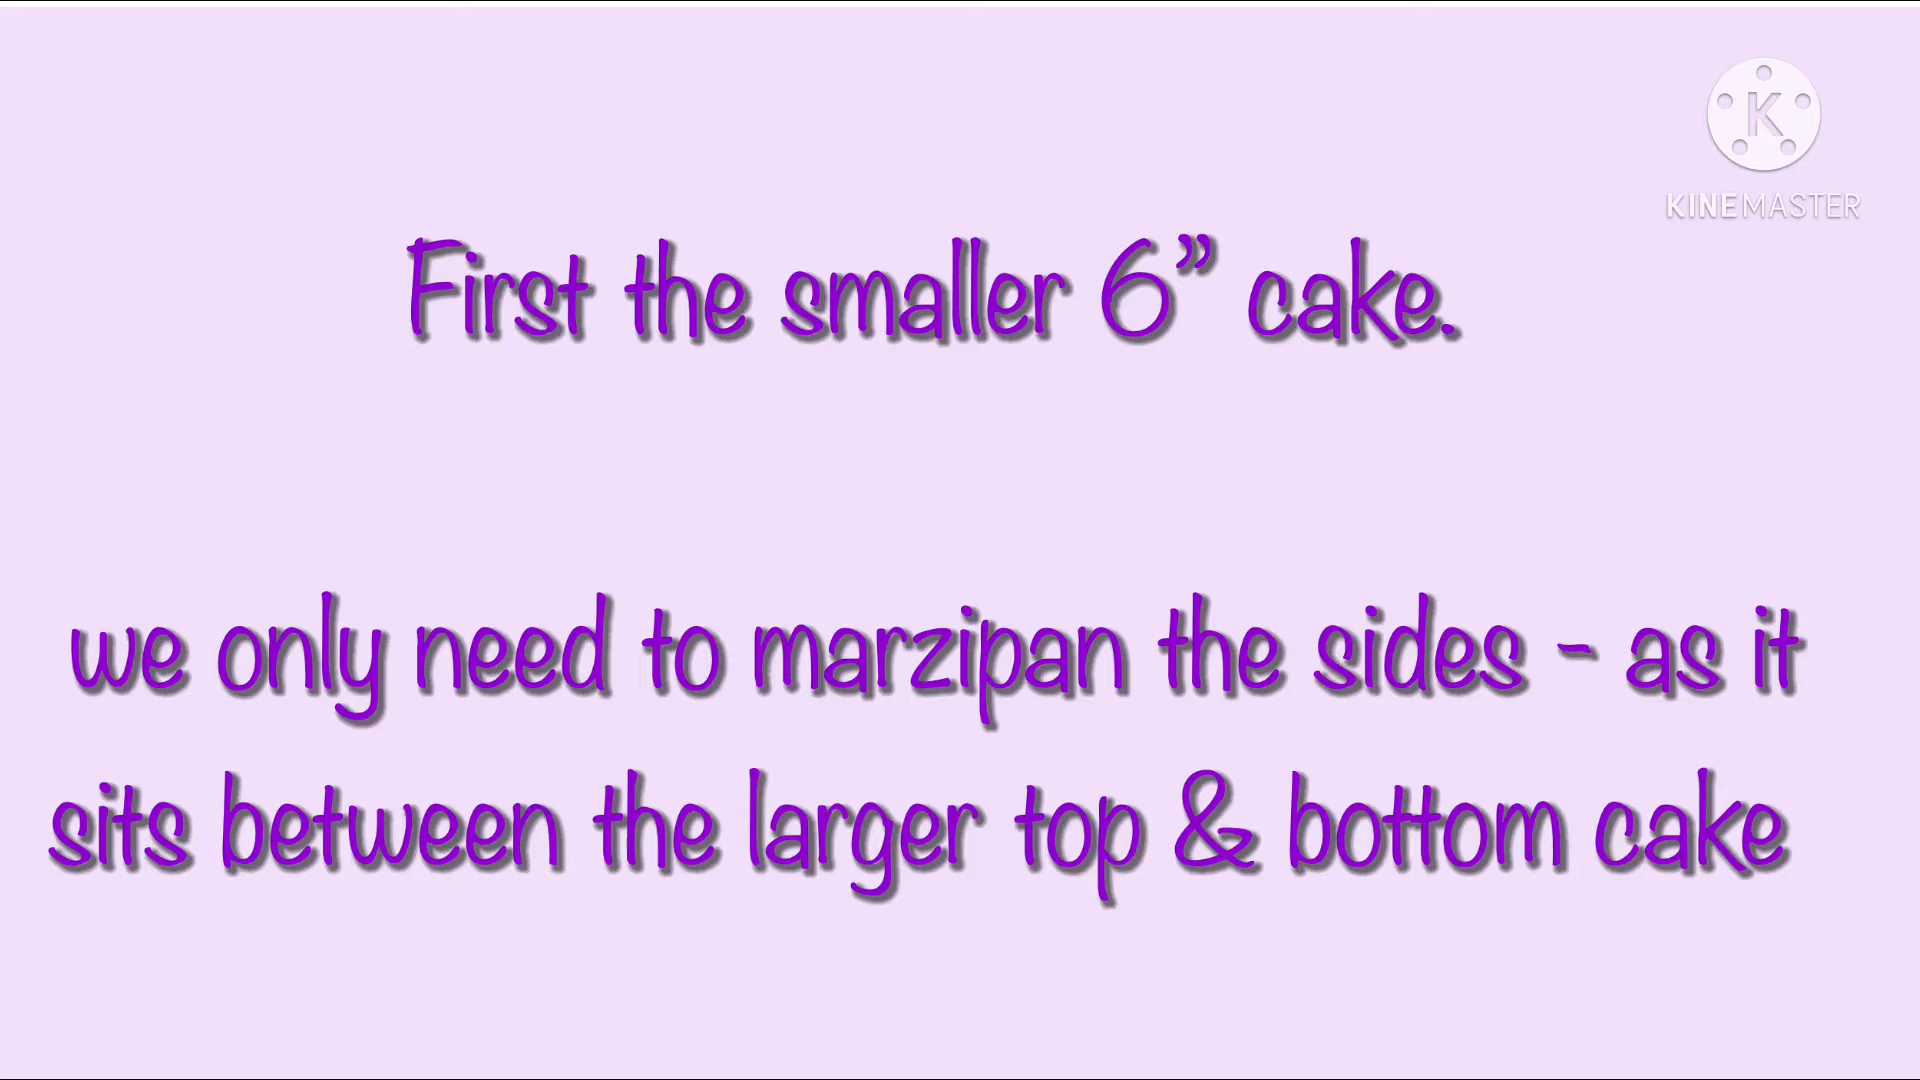 K
KINEMASTER
First the smaller 6” cake.
we only need to marzipan the sides - as it
sits between the larger top & bottom cake